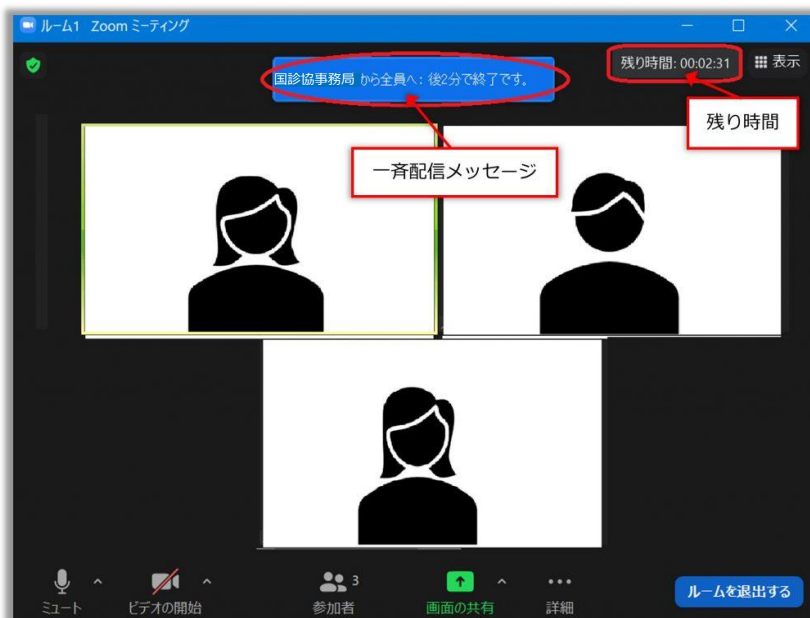 ルーム1 Zoom ミーティング
国診協事務局 から全員へ: 後2分で終了です。
残り時間: 00:02:31
表示
残り時間
一斉配信メッセージ
ミュート
ビデオの開始
3
参加者
画面の共有
詳細
ルームを退出する